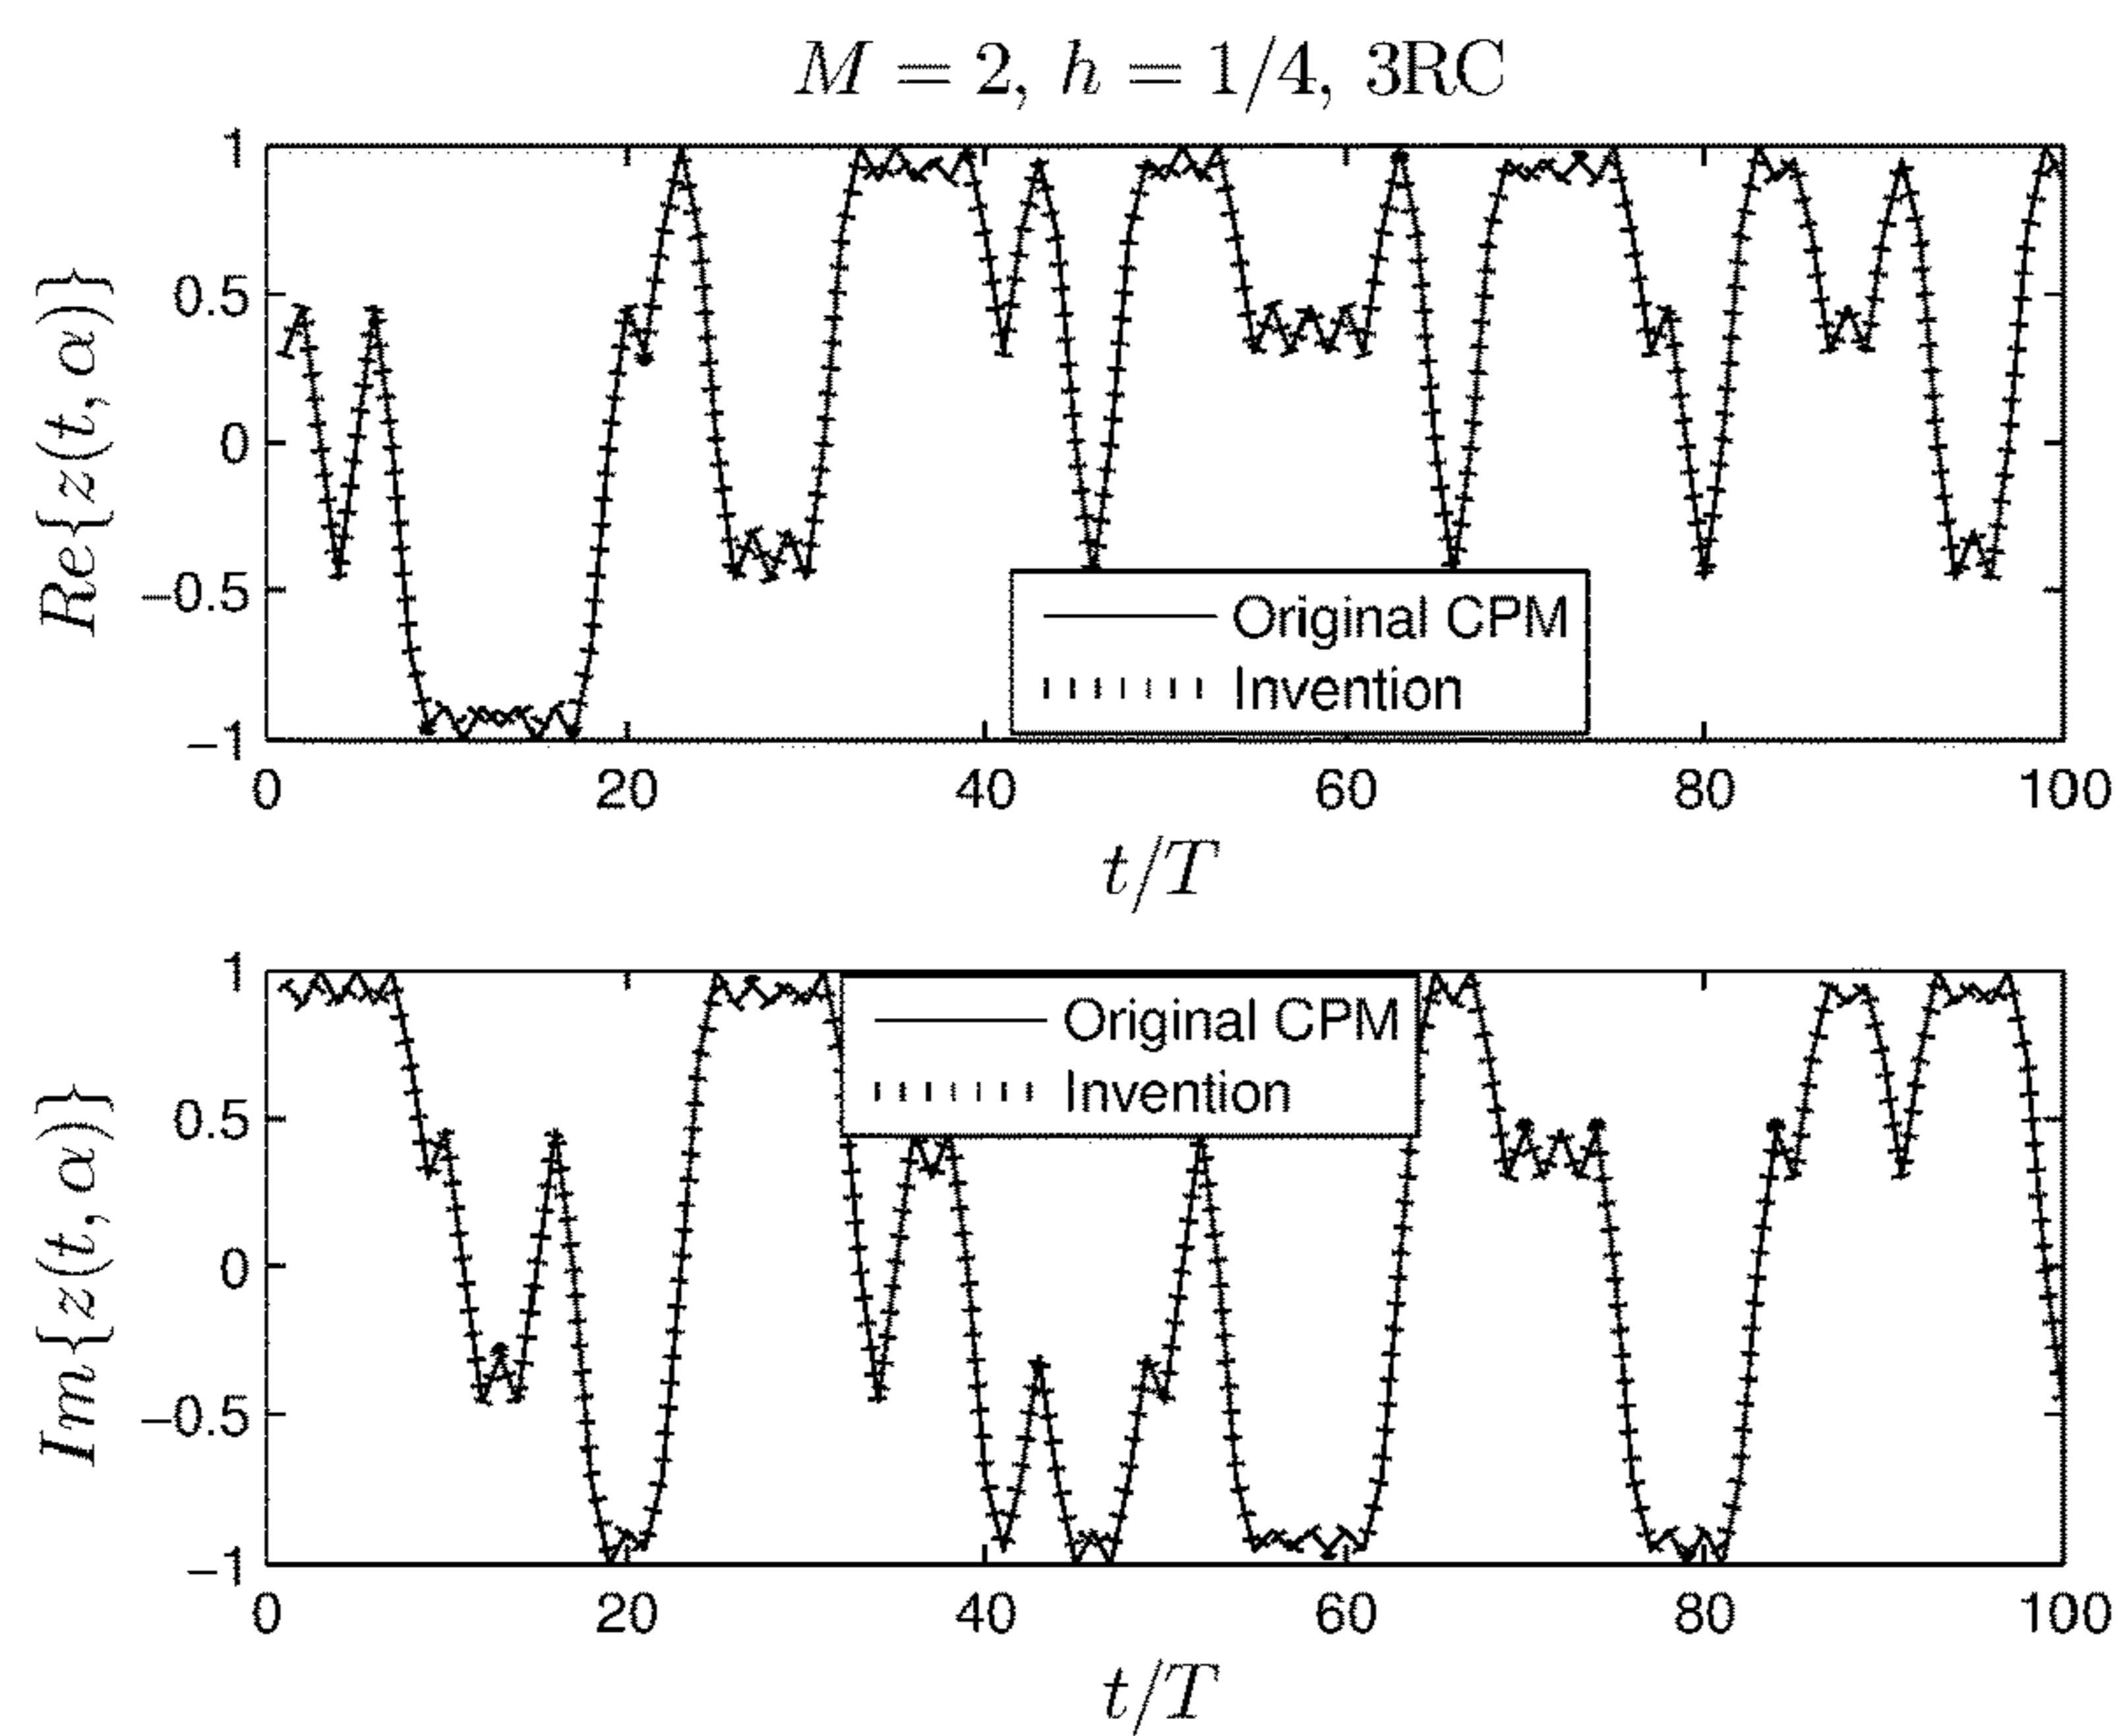 M = 2, h = 1/4, 3RC
Re{z(t, α)}
1
0.5
0
−0.5
−1
Original CPM
Invention
0 20 40 60 80 100
t/T
Im{z(t, α)}
1
0.5
0
−0.5
−1
Original CPM
Invention
0 20 40 60 80 100
t/T